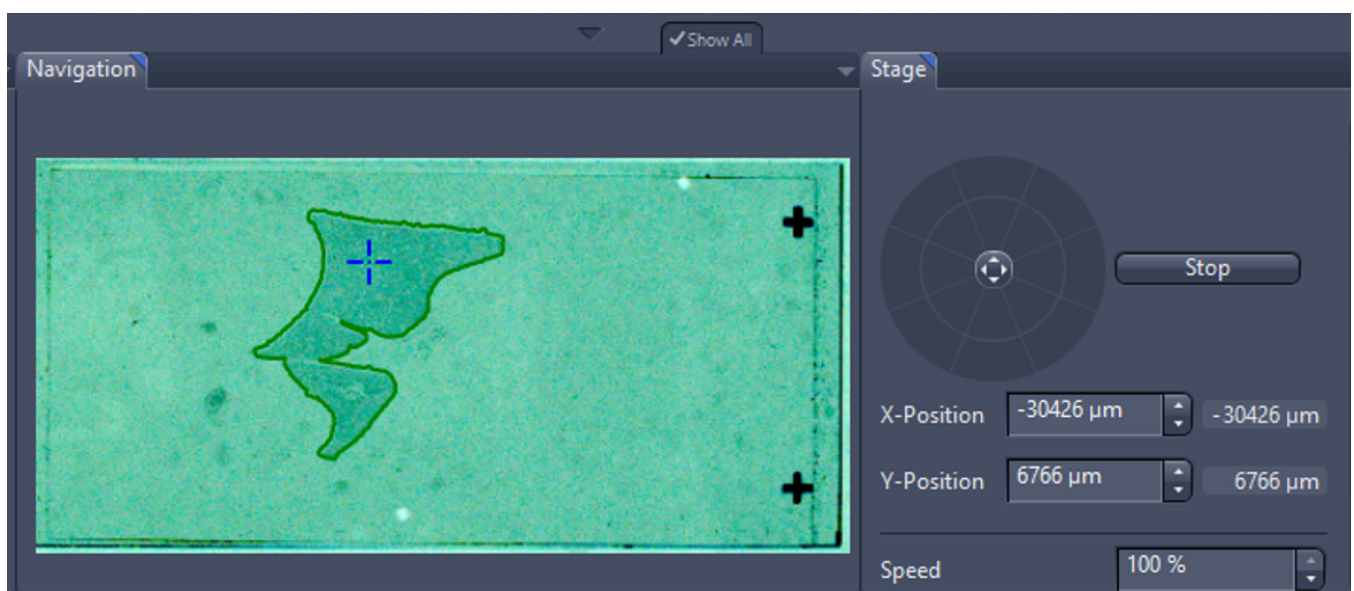 ✓Show All
Navigation
Stage
Stop
X-Position -30426 µm -30426 µm
Y-Position 6766 µm 6766 µm
Speed 100 %